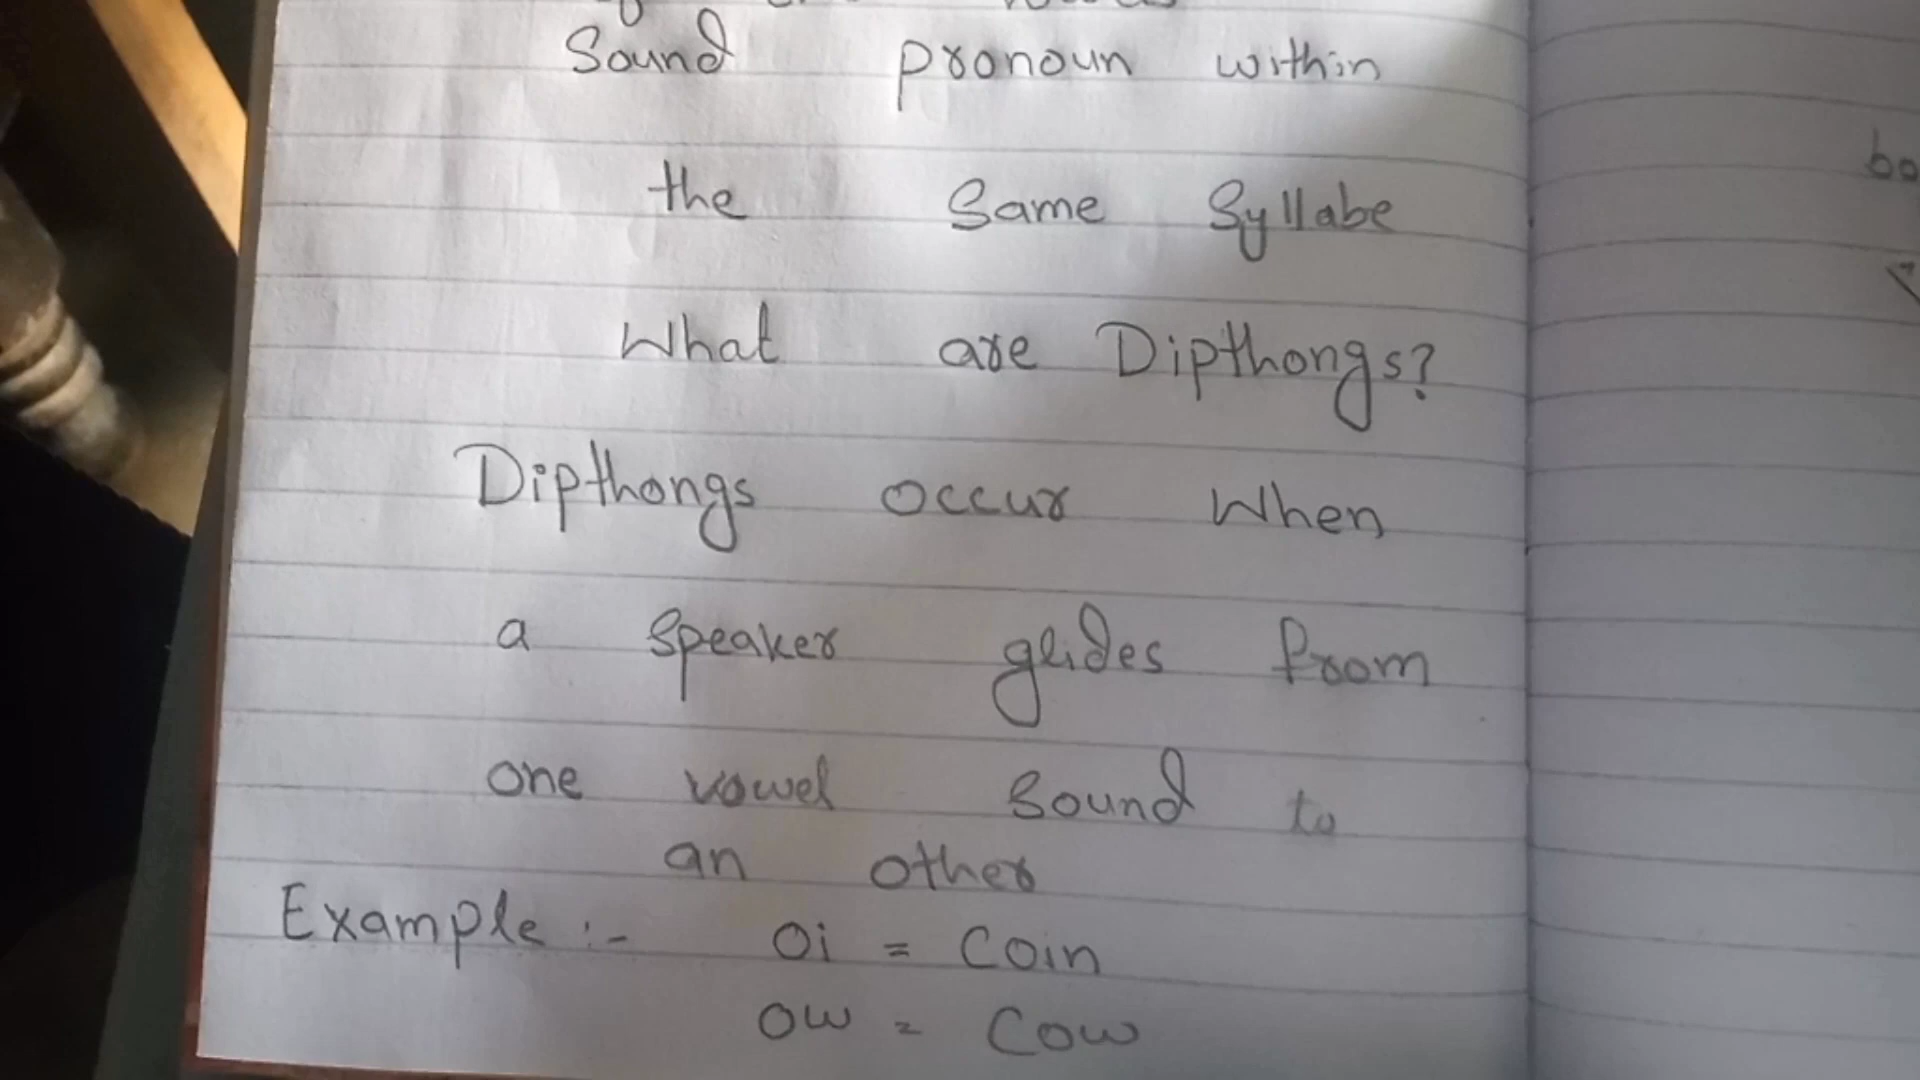 Sound pronoun within
the Same Syllabe
What are Dipthongs?
Dipthongs occur When
a Speaker glides from
one vowel Sound to
an other
Example :- oi = Coin
ow = Cow